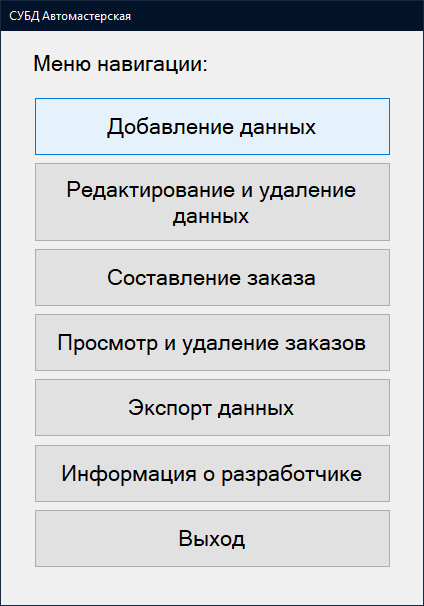 СУБД Автомастерская
Меню навигации:
Добавление данных
Редактирование и удаление
данных
Составление заказа
Просмотр и удаление заказов
Экспорт данных
Информация о разработчике
Выход